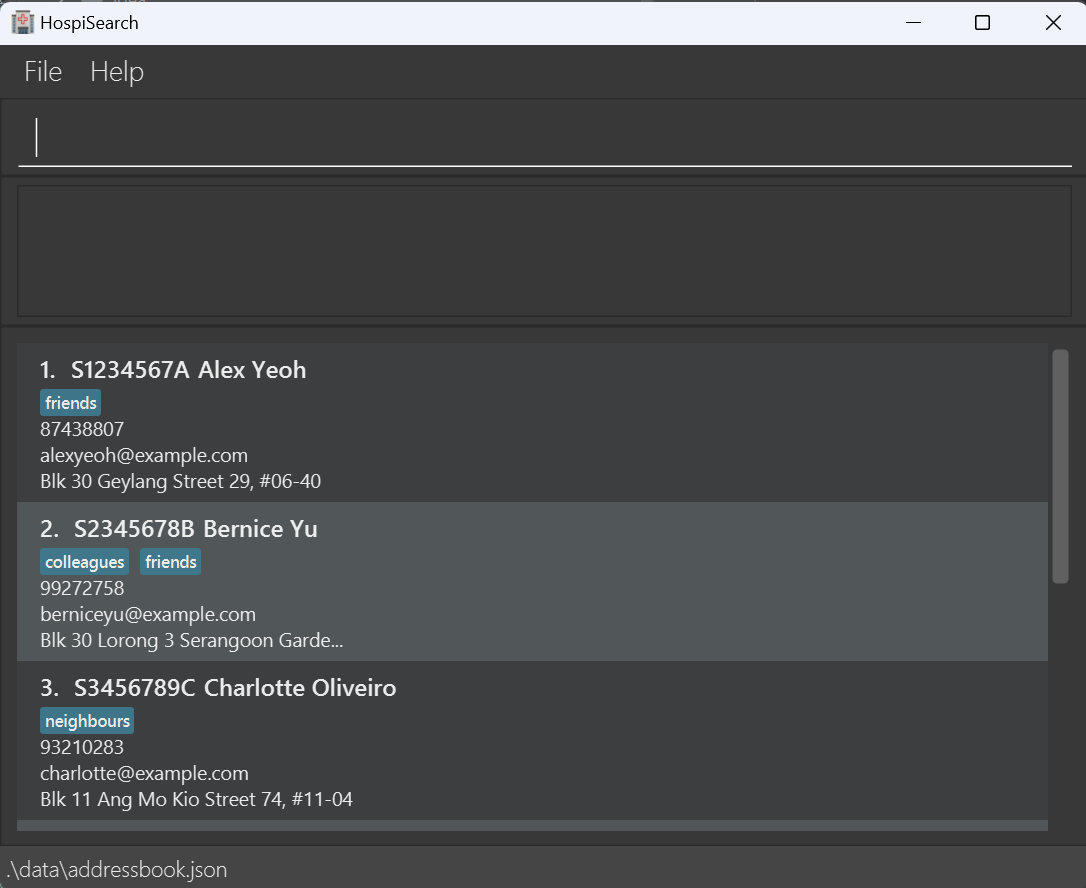 HospiSearch
File Help
1. S1234567A Alex Yeoh
friends
87438807
alexyeoh@example.com
Blk 30 Geylang Street 29, #06-40
2. S2345678B Bernice Yu
colleagues friends
99272758
berniceyu@example.com
Blk 30 Lorong 3 Serangoon Garde...
3. S3456789C Charlotte Oliveiro
neighbours
93210283
charlotte@example.com
Blk 11 Ang Mo Kio Street 74, #11-04
.\data\addressbook.json